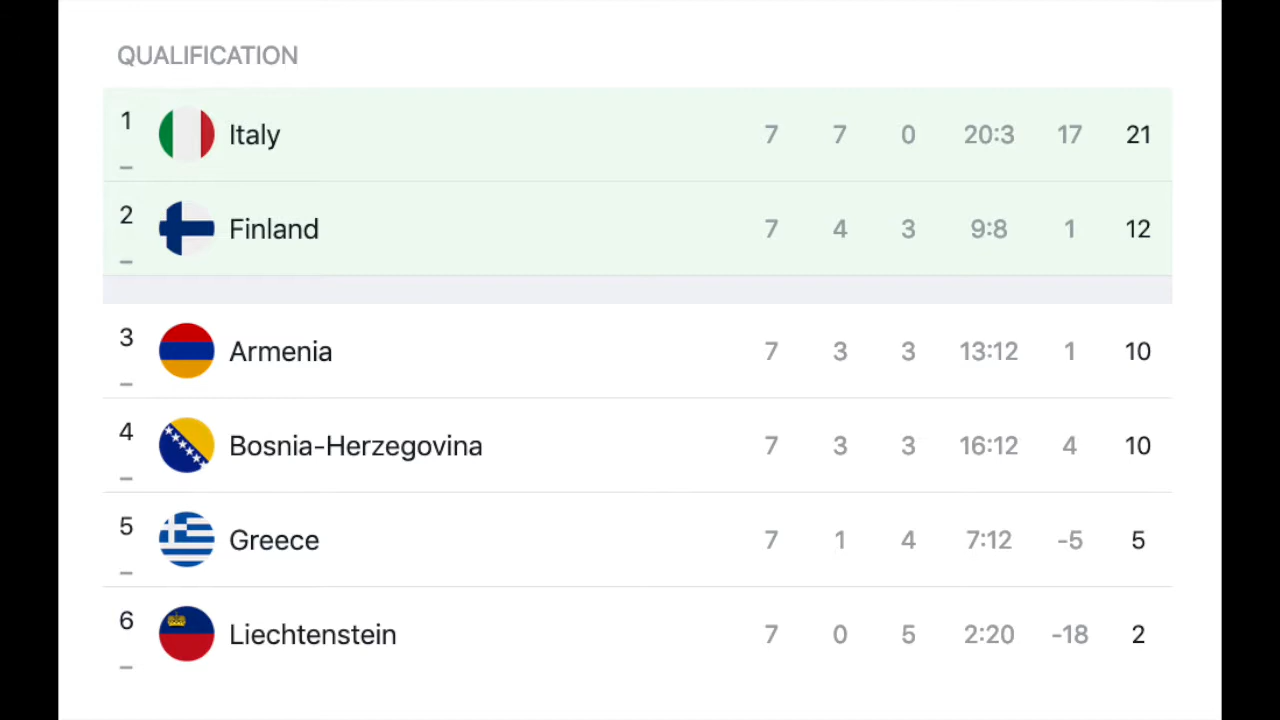 QUALIFICATION
1 Italy 7 7 0 20:3 17 21
–
2 Finland 7 4 3 9:8 1 12
–
3 Armenia 7 3 3 13:12 1 10
–
4 Bosnia-Herzegovina 7 3 3 16:12 4 10
–
5 Greece 7 1 4 7:12 -5 5
–
6 Liechtenstein 7 0 5 2:20 -18 2
–